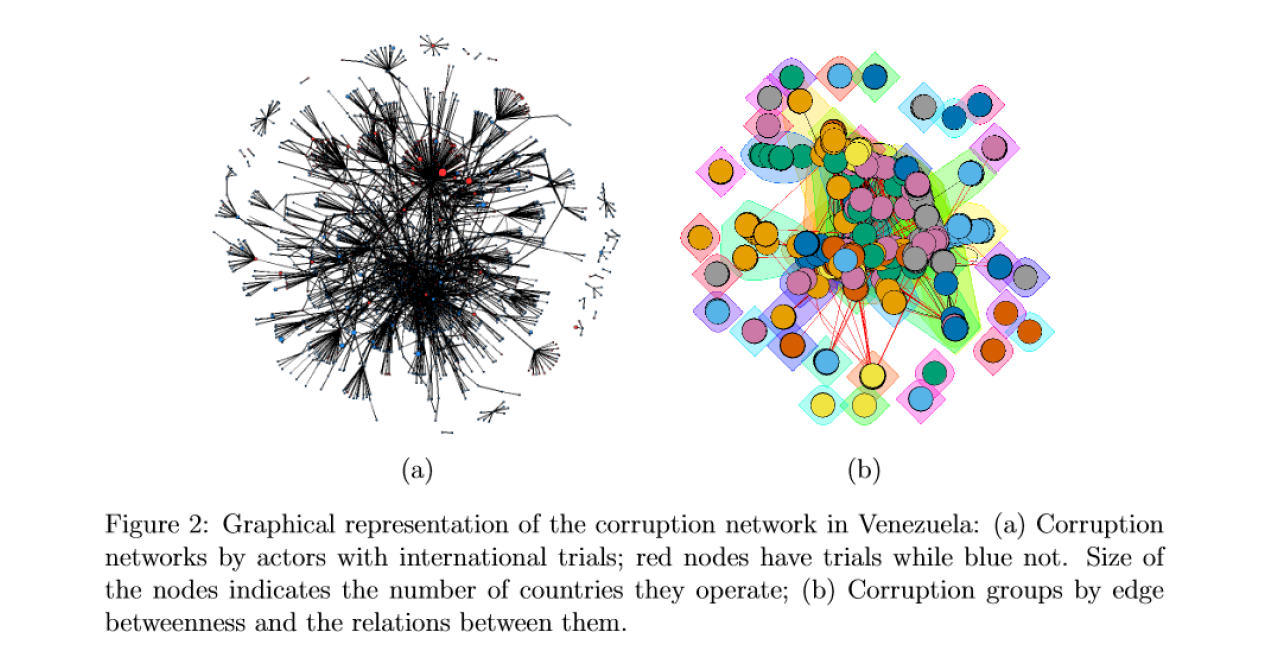 (a)
(b)
Figure 2: Graphical representation of the corruption network in Venezuela: (a) Corruption
networks by actors with international trials; red nodes have trials while blue not. Size of
the nodes indicates the number of countries they operate; (b) Corruption groups by edge
betweenness and the relations between them.